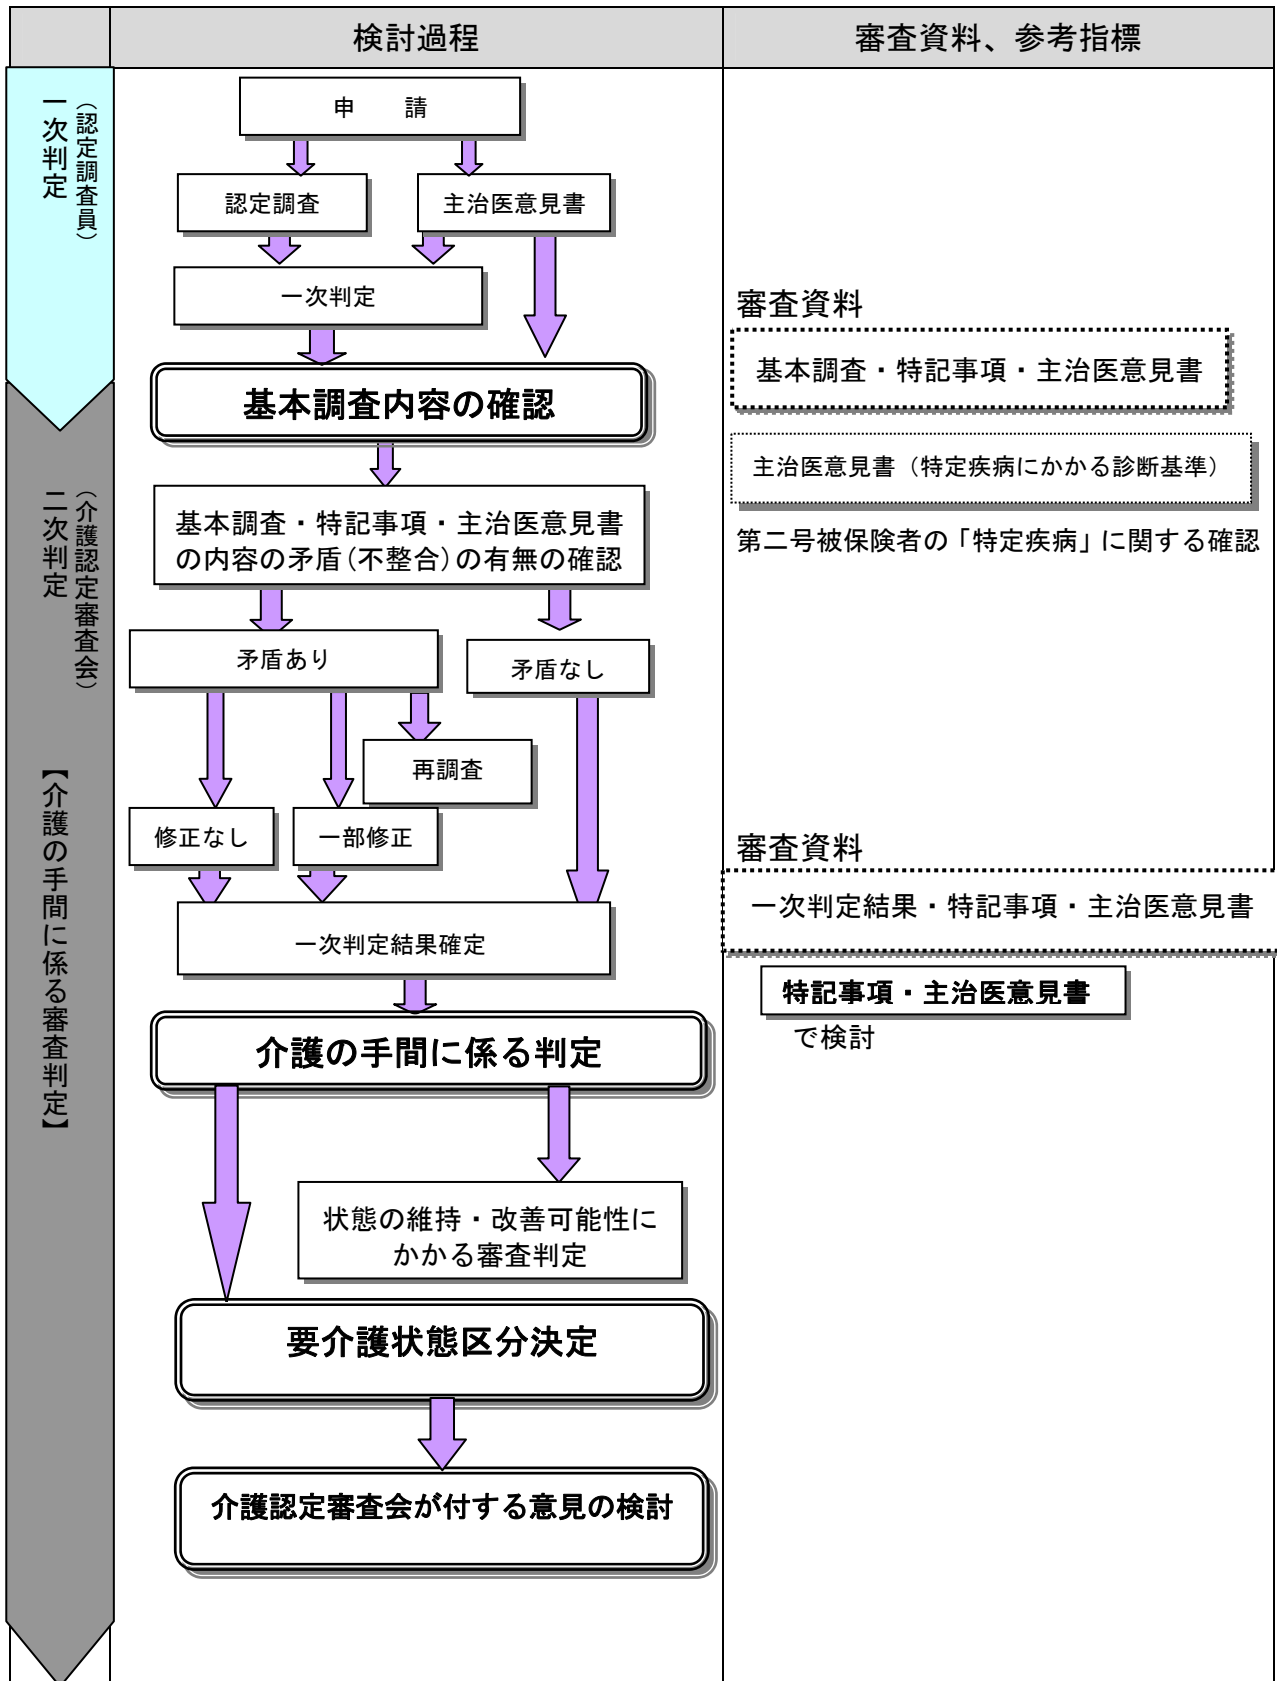 検討過程
審査資料、参考指標
一次判定
（認定調査員）
申　請
認定調査
主治医意見書
一次判定
審査資料
基本調査・特記事項・主治医意見書
基本調査内容の確認
主治医意見書（特定疾病にかかる診断基準）
第二号被保険者の「特定疾病」に関する確認
二次判定
（介護認定審査会）
【介護の手間に係る審査判定】
基本調査・特記事項・主治医意見書
の内容の矛盾(不整合)の有無の確認
矛盾あり
矛盾なし
再調査
修正なし
一部修正
審査資料
一次判定結果・特記事項・主治医意見書
一次判定結果確定
特記事項・主治医意見書
で検討
介護の手間に係る判定
状態の維持・改善可能性に
かかる審査判定
要介護状態区分決定
介護認定審査会が付する意見の検討